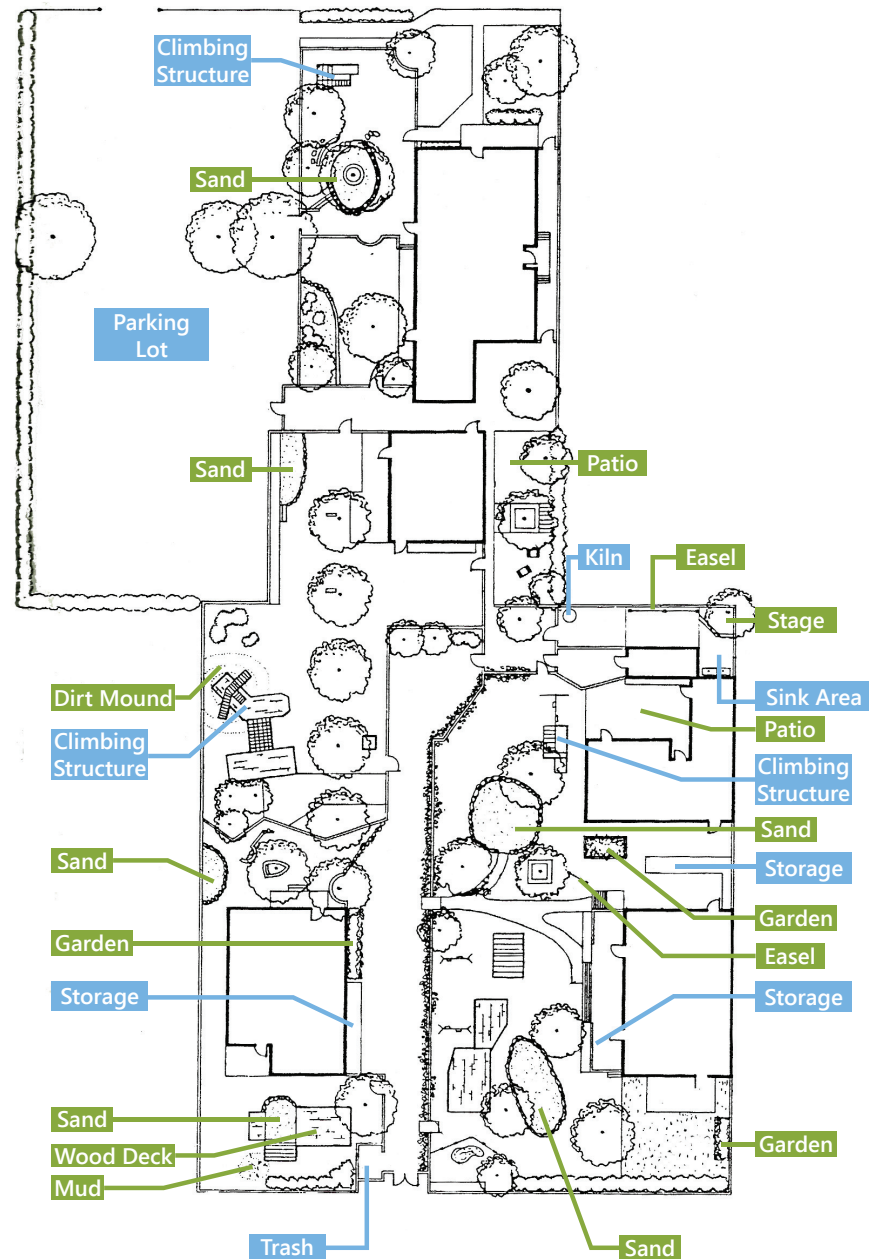 Climbing
Structure
Sand
Parking
Lot
Sand
Patio
Kiln
Easel
Stage
Dirt Mound
Sink Area
Climbing
Structure
Patio
Climbing
Structure
Sand
Sand
Storage
Garden
Garden
Easel
Storage
Storage
Sand
Wood Deck
Garden
Mud
Trash
Sand